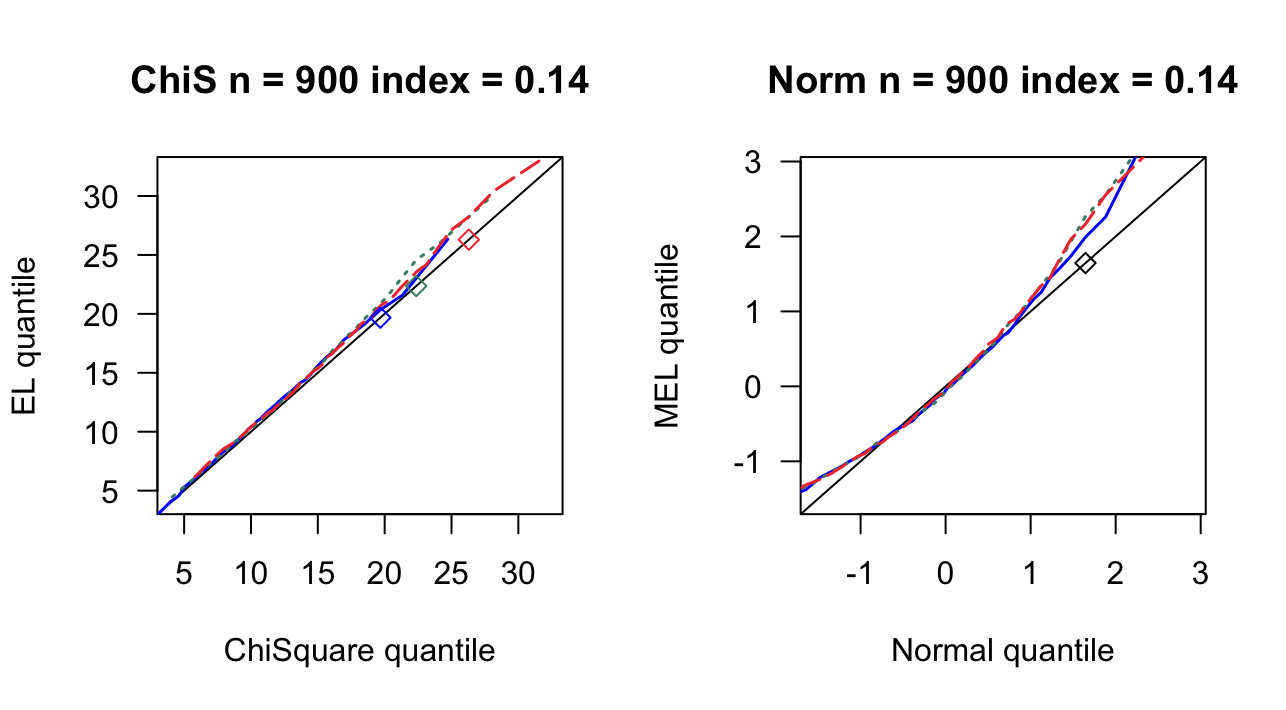 ChiS n = 900 index = 0.14
EL quantile
30
25
20
15
10
5
5 10 15 20 25 30
ChiSquare quantile
Norm n = 900 index = 0.14
MEL quantile
3
2
1
0
-1
-1 0 1 2 3
Normal quantile